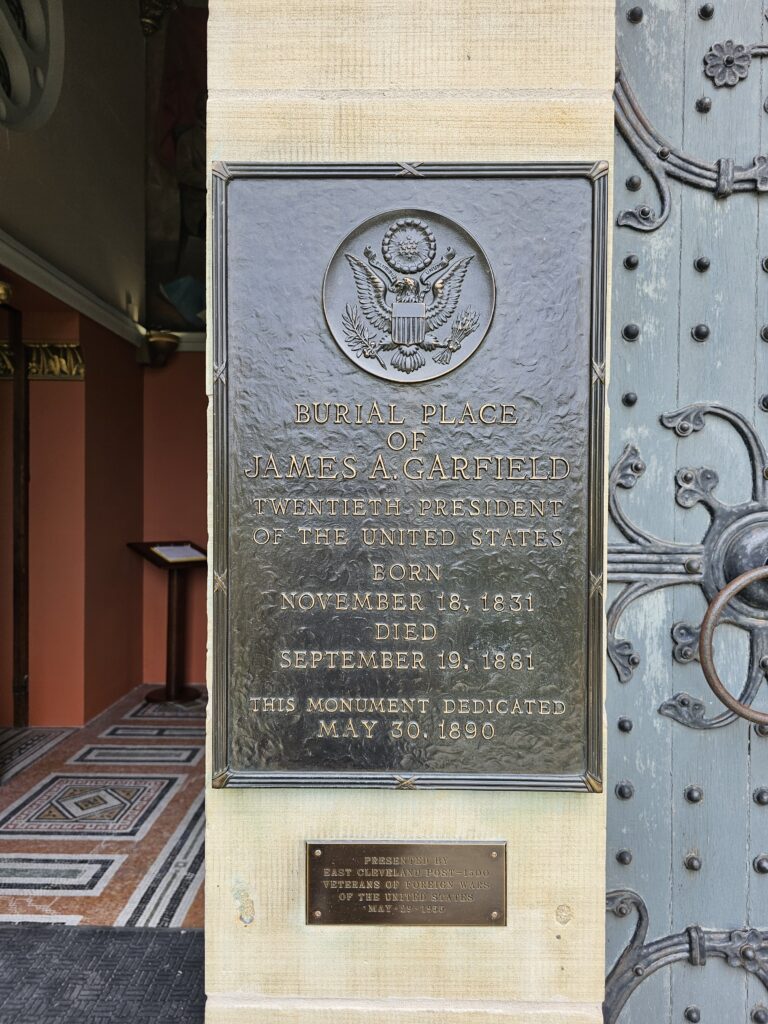 BURIAL PLACE
OF
JAMES A. GARFIELD
TWENTIETH PRESIDENT
OF THE UNITED STATES
BORN
NOVEMBER 18, 1831
DIED
SEPTEMBER 19, 1881
THIS MONUMENT DEDICATED
MAY 30, 1890
PRESENTED BY
EAST CLEVELAND POST-1500
VETERANS OF FOREIGN WARS
OF THE UNITED STATES